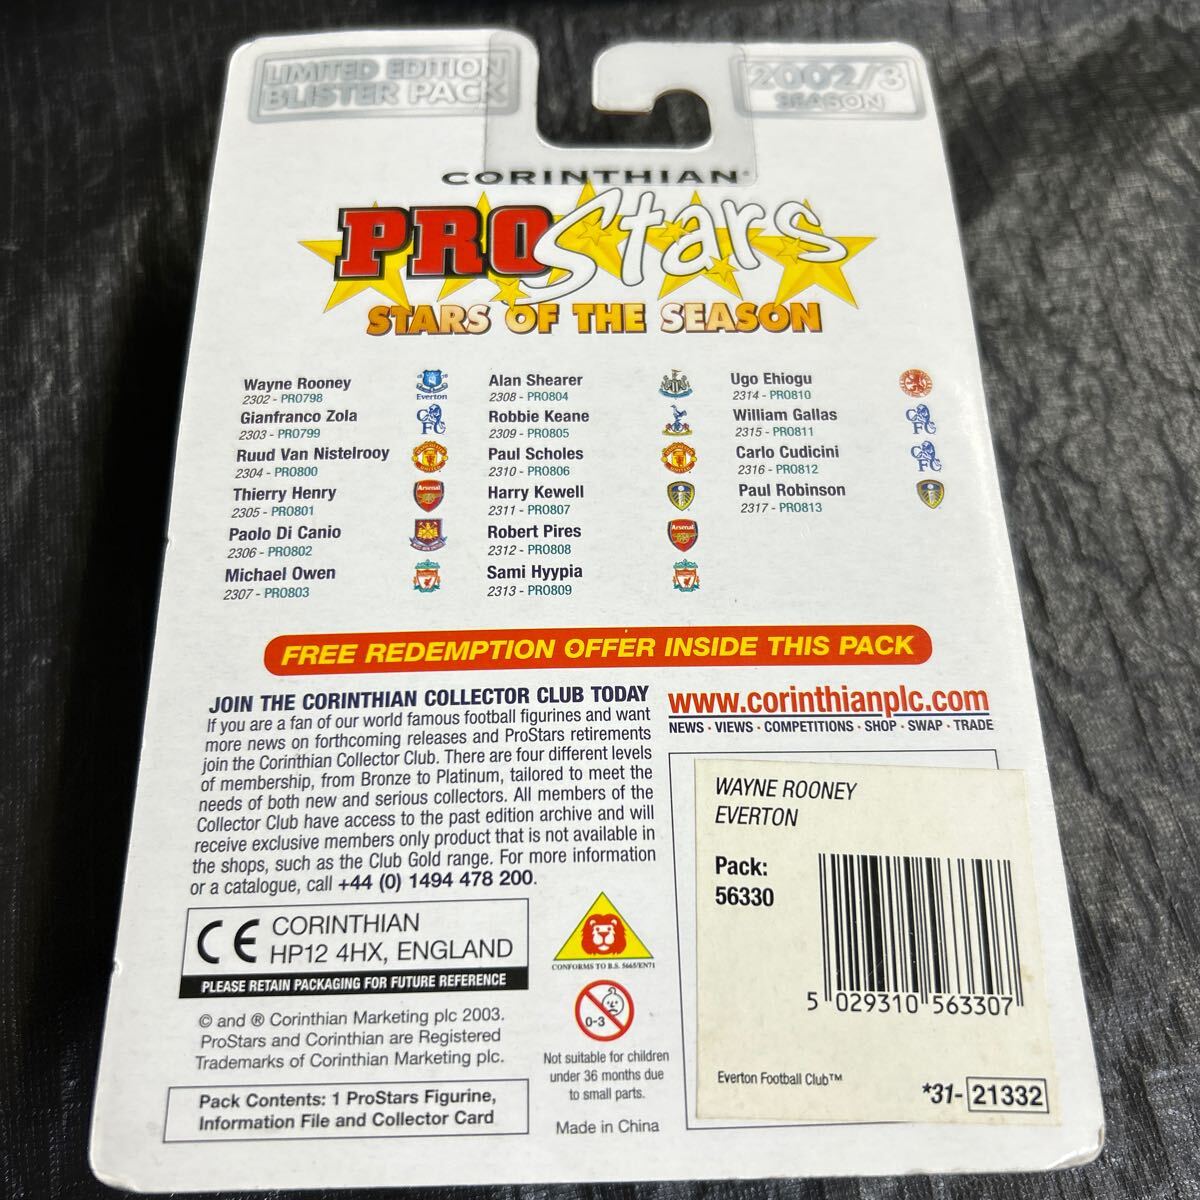 LIMITED EDITION
BLISTER PACK
2002/3
SEASON
CORINTHIAN®
PROStars
STARS OF THE SEASON
Wayne Rooney
2302 - PRO798
Everton
Gianfranco Zola
2303 - PRO799
Ruud Van Nistelrooy
2304 - PRO800
Thierry Henry
2305 - PRO801
Arsenal
Paolo Di Canio
2306 - PRO802
Michael Owen
2307 - PRO803
Alan Shearer
2308 - PRO804
Robbie Keane
2309 - PRO805
Paul Scholes
2310 - PRO806
Harry Kewell
2311 - PRO807
Robert Pires
2312 - PRO808
Arsenal
Sami Hyypia
2313 - PRO809
Ugo Ehiogu
2314 - PRO810
William Gallas
2315 - PRO811
Carlo Cudicini
2316 - PRO812
Paul Robinson
2317 - PRO813
FREE REDEMPTION OFFER INSIDE THIS PACK
JOIN THE CORINTHIAN COLLECTOR CLUB TODAY
If you are a fan of our world famous football figurines and want
more news on forthcoming releases and ProStars retirements
join the Corinthian Collector Club. There are four different levels
of membership, from Bronze to Platinum, tailored to meet the
needs of both new and serious collectors. All members of the
Collector Club have access to the past edition archive and will
receive exclusive members only product that is not available in
the shops, such as the Club Gold range. For more information
or a catalogue, call +44 (0) 1494 478 200.
www.corinthianplc.com
NEWS · VIEWS · COMPETITIONS · SHOP · SWAP · TRADE
WAYNE ROONEY
EVERTON
Pack:
56330
5 029310 563307
Everton Football Club™
*31- 21332
CE CORINTHIAN
HP12 4HX, ENGLAND
PLEASE RETAIN PACKAGING FOR FUTURE REFERENCE
© and ® Corinthian Marketing plc 2003.
ProStars and Corinthian are Registered
Trademarks of Corinthian Marketing plc.
Pack Contents: 1 ProStars Figurine,
Information File and Collector Card
CONFORMS TO B.S. 5665/EN71
0-3
Not suitable for children
under 36 months due
to small parts.
Made in China